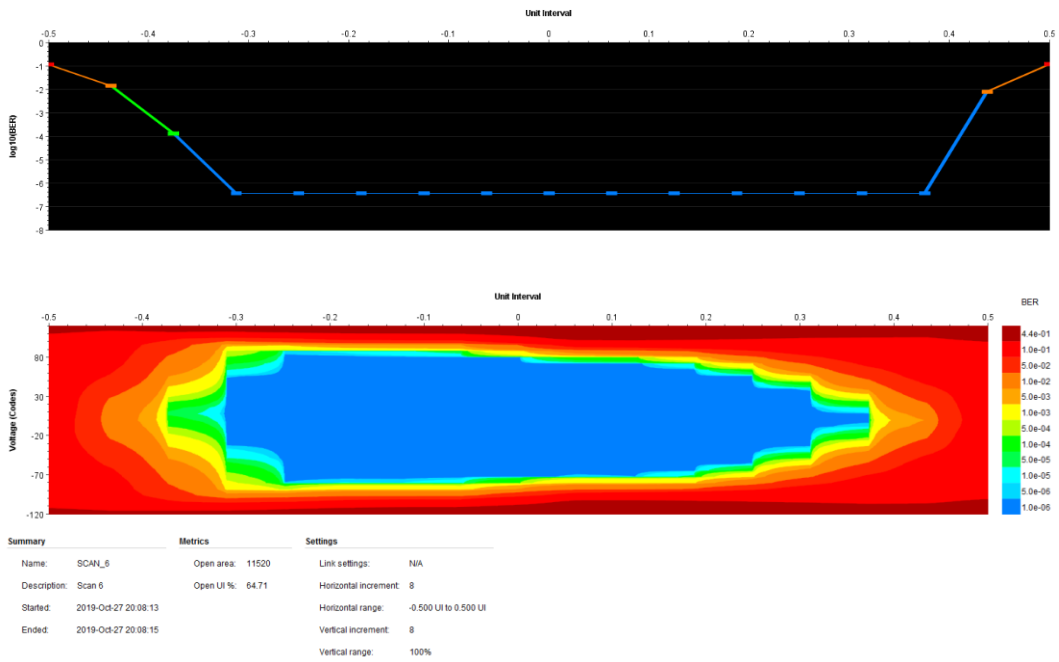 Unit Interval
-0.5 -0.4 -0.3 -0.2 -0.1 0 0.1 0.2 0.3 0.4 0.5
log10(BER)
0
-1
-2
-3
-4
-5
-6
-7
-8
Unit Interval
BER
-0.5 -0.4 -0.3 -0.2 -0.1 0 0.1 0.2 0.3 0.4 0.5
Voltage (Codes)
80
30
-20
-70
-120
4.4e-01
1.0e-01
5.0e-02
1.0e-02
5.0e-03
1.0e-03
5.0e-04
1.0e-04
5.0e-05
1.0e-05
5.0e-06
1.0e-06
Summary Metrics Settings
Name: SCAN_6 Open area: 11520 Link settings: N/A
Description: Scan 6 Open UI %: 64.71 Horizontal increment: 8
Started: 2019-Oct-27 20:08:13 Horizontal range: -0.500 UI to 0.500 UI
Ended: 2019-Oct-27 20:08:15 Vertical increment: 8
Vertical range: 100%